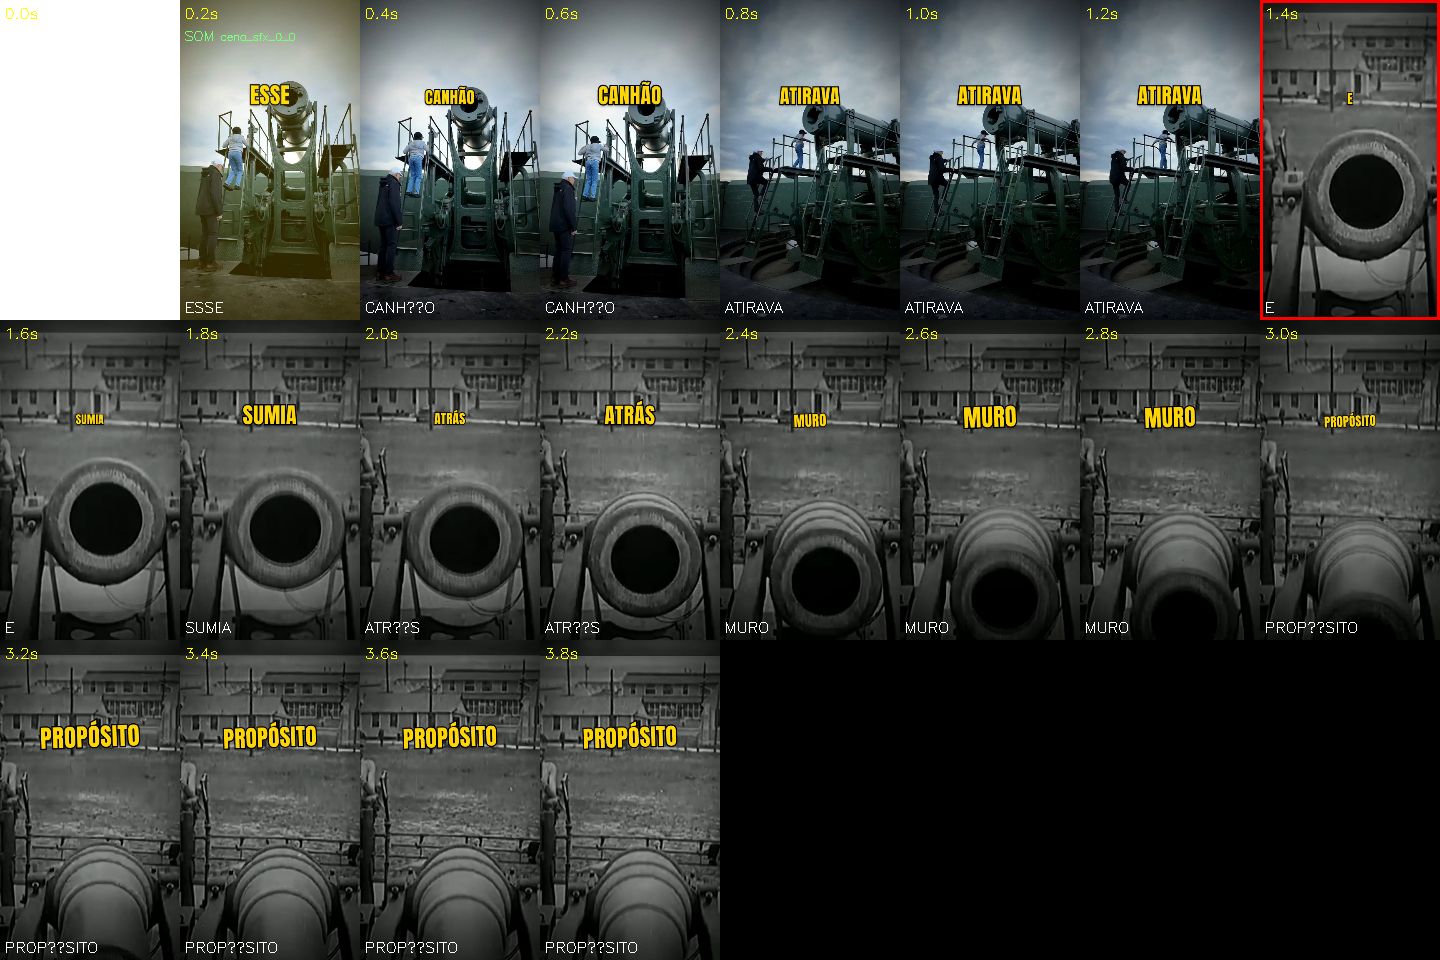 0.0s
0.2s
SOM cena_sfx_0_0
ESSE
ESSE
0.4s
CANHÃO
CANH??O
0.6s
CANHÃO
CANH??O
0.8s
ATIRAVA
ATIRAVA
1.0s
ATIRAVA
ATIRAVA
1.2s
ATIRAVA
ATIRAVA
1.4s
E
E
1.6s
SUMIA
E
1.8s
SUMIA
SUMIA
2.0s
ATRÁS
ATR??S
2.2s
ATRÁS
ATR??S
2.4s
MURO
MURO
2.6s
MURO
MURO
2.8s
MURO
MURO
3.0s
PROPÓSITO
PROP??SITO
3.2s
PROPÓSITO
PROP??SITO
3.4s
PROPÓSITO
PROP??SITO
3.6s
PROPÓSITO
PROP??SITO
3.8s
PROPÓSITO
PROP??SITO